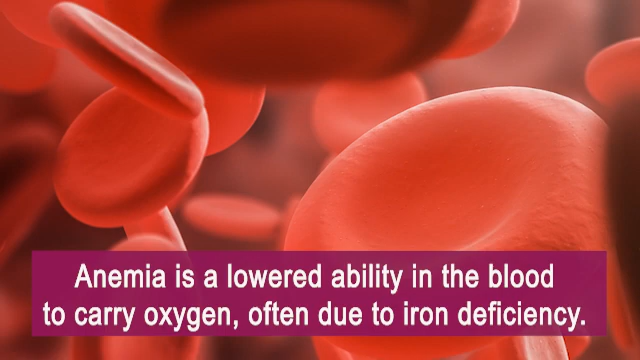 Anemia is a lowered ability in the blood
to carry oxygen, often due to iron deficiency.